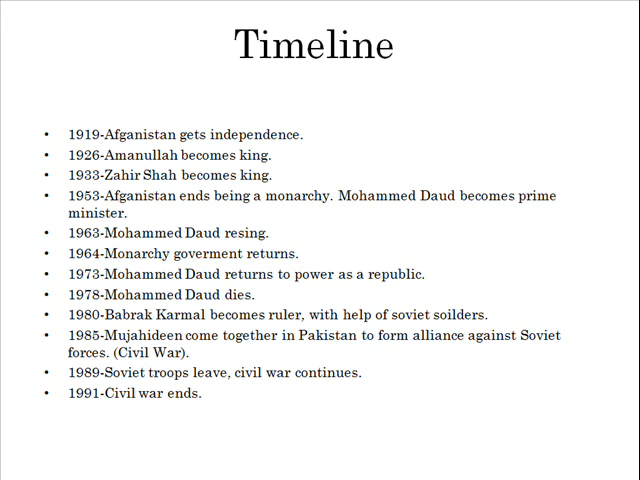 Timeline
• 1919-Afganistan gets independence.
• 1926-Amanullah becomes king.
• 1933-Zahir Shah becomes king.
• 1953-Afganistan ends being a monarchy. Mohammed Daud becomes prime
minister.
• 1963-Mohammed Daud resing.
• 1964-Monarchy goverment returns.
• 1973-Mohammed Daud returns to power as a republic.
• 1978-Mohammed Daud dies.
• 1980-Babrak Karmal becomes ruler, with help of soviet soilders.
• 1985-Mujahideen come together in Pakistan to form alliance against Soviet
forces. (Civil War).
• 1989-Soviet troops leave, civil war continues.
• 1991-Civil war ends.